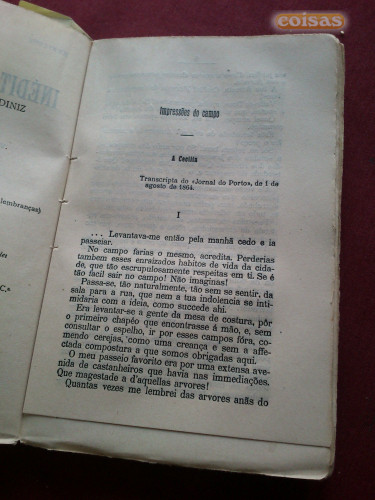 coisas
INÉDIT
DINIZ
lembranças)
Impressões do campo
A Cecilia
Transcripto do «Jornal do Porto», de 1 de
agosto de 1864.
I
... Levantava-me então pela manhã cedo e ia
passeiar.
No campo farias o mesmo, acredita. Perderias
tambem esses enraizados habitos de vida da cida-
de, que tão escrupulosamente respeitas em ti. Se é
tão facil sair no campo! Não imaginas!
Passa-se, tão naturalmente, tão sem se sentir, da
sala para a rua, que nem a tua indolencia se inti-
midaria com a ideia, como succede ahi.
Era levantar-se a gente da mesa de costura, pôr
o primeiro chapéo que encontrasse á mão, e, sem
consultar o espelho, ir por esses campos fóra, co-
mendo cerejas, como uma creança e sem a affe-
ctada compostura a que somos obrigadas aqui.
O meu passeio favorito era por uma extensa ave-
nida de castanheiros que havia nas immediações.
Que magestade a d'aquellas arvores!
Quantas vezes me lembrei das arvores anãs do